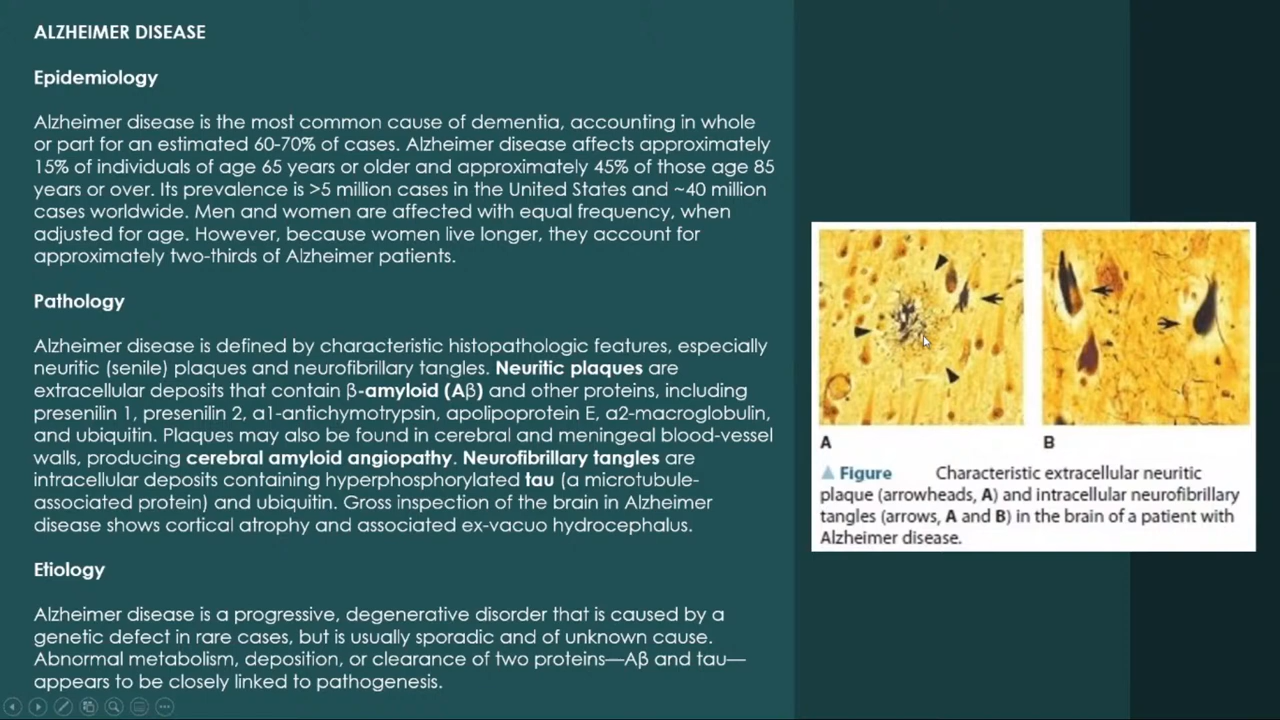 ALZHEIMER DISEASE
Epidemiology
Alzheimer disease is the most common cause of dementia, accounting in whole
or part for an estimated 60-70% of cases. Alzheimer disease affects approximately
15% of individuals of age 65 years or older and approximately 45% of those age 85
years or over. Its prevalence is >5 million cases in the United States and ~40 million
cases worldwide. Men and women are affected with equal frequency, when
adjusted for age. However, because women live longer, they account for
approximately two-thirds of Alzheimer patients.
Pathology
Alzheimer disease is defined by characteristic histopathologic features, especially
neuritic (senile) plaques and neurofibrillary tangles. Neuritic plaques are
extracellular deposits that contain β-amyloid (Aβ) and other proteins, including
presenilin 1, presenilin 2, α1-antichymotrypsin, apolipoprotein E, α2-macroglobulin,
and ubiquitin. Plaques may also be found in cerebral and meningeal blood-vessel
walls, producing cerebral amyloid angiopathy. Neurofibrillary tangles are
intracellular deposits containing hyperphosphorylated tau (a microtubule-
associated protein) and ubiquitin. Gross inspection of the brain in Alzheimer
disease shows cortical atrophy and associated ex-vacuo hydrocephalus.
Etiology
Alzheimer disease is a progressive, degenerative disorder that is caused by a
genetic defect in rare cases, but is usually sporadic and of unknown cause.
Abnormal metabolism, deposition, or clearance of two proteins—Aβ and tau—
appears to be closely linked to pathogenesis.
A
B
Figure Characteristic extracellular neuritic
plaque (arrowheads, A) and intracellular neurofibrillary
tangles (arrows, A and B) in the brain of a patient with
Alzheimer disease.